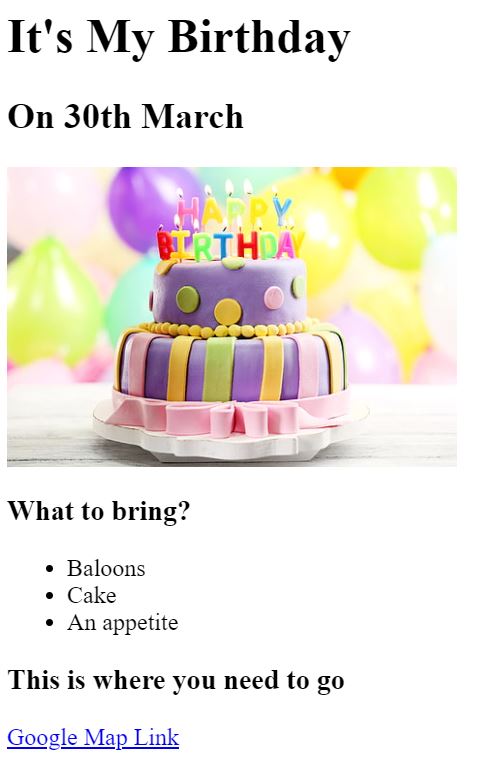 It's My Birthday
On 30th March
HAPPY
BIRTHDAY
What to bring?
Baloons
Cake
An appetite
This is where you need to go
Google Map Link